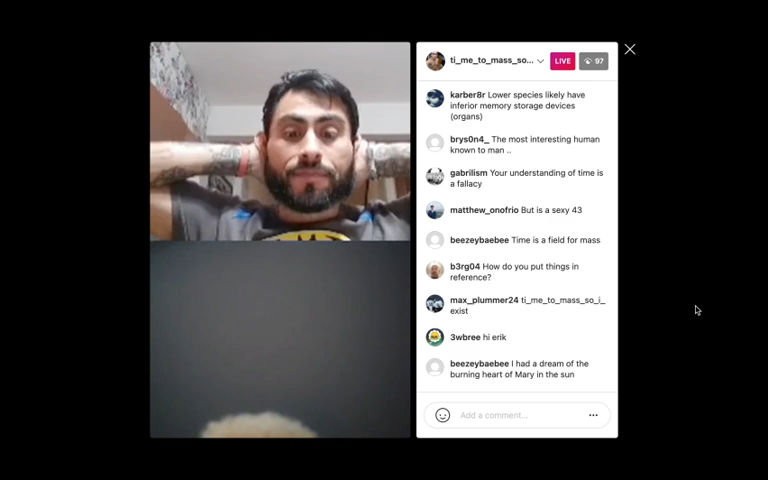 ti_me_to_mass_so...
LIVE
97
karber8r Lower species likely have
inferior memory storage devices
(organs)
brys0n4_ The most interesting human
known to man ..
gabrilism Your understanding of time is
a fallacy
matthew_onofrio But is a sexy 43
beezeybaebee Time is a field for mass
b3rg04 How do you put things in
reference?
max_plummer24 ti_me_to_mass_so_i_
exist
3wbree hi erik
beezeybaebee I had a dream of the
burning heart of Mary in the sun
Add a comment...